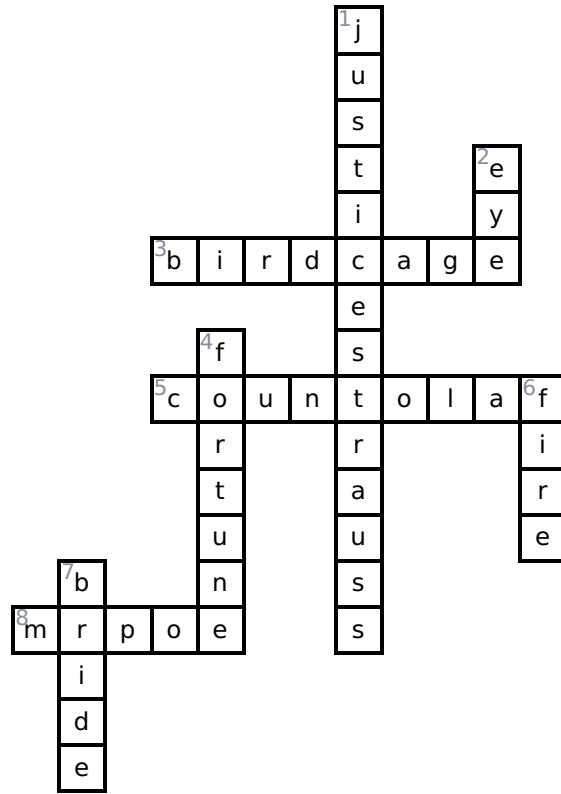 1 j
u
s
t 2 e
i y
3 b i r d c a g e
e
4 f s
5 c o u n t o l a 6 f
r r i
t a r
u u e
7 b n s
8 m r p o e s
i
d
e